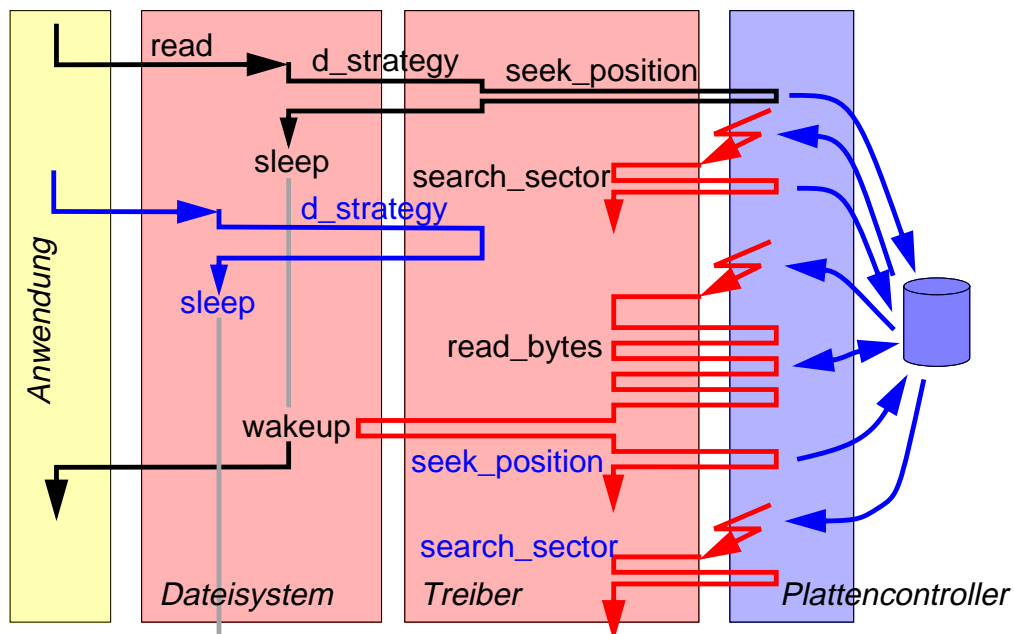 read
d_strategy
seek_position
sleep
search_sector
d_strategy
sleep
Anwendung
read_bytes
wakeup
seek_position
search_sector
Dateisystem
Treiber
Plattencontroller